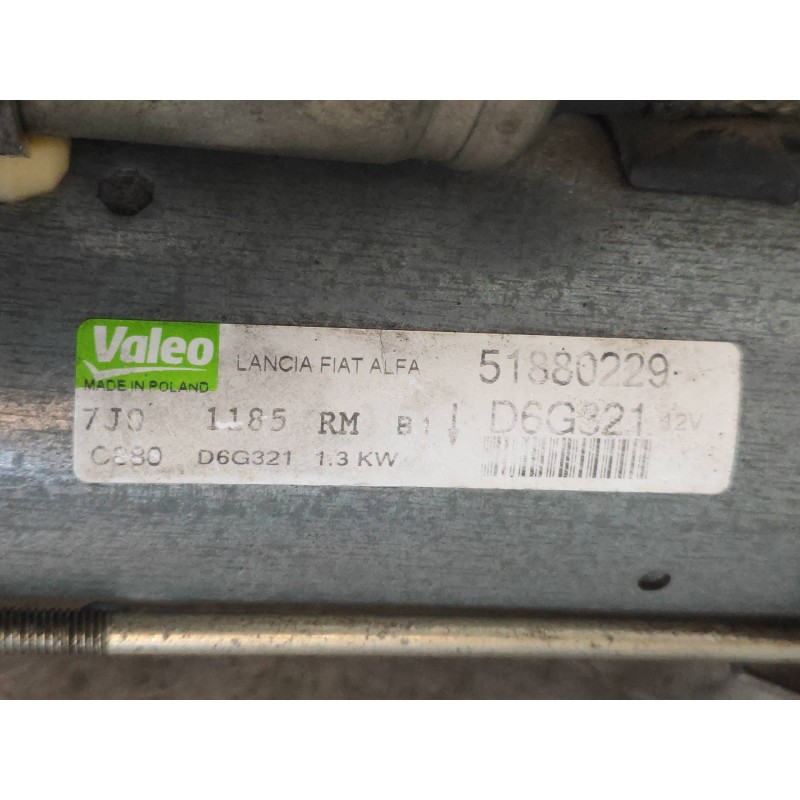 Valeo
MADE IN POLAND
LANCIA FIAT ALFA 51880229
7J0 1185 RM B1 D6G321 12V
C880 D6G321 1.3 KW